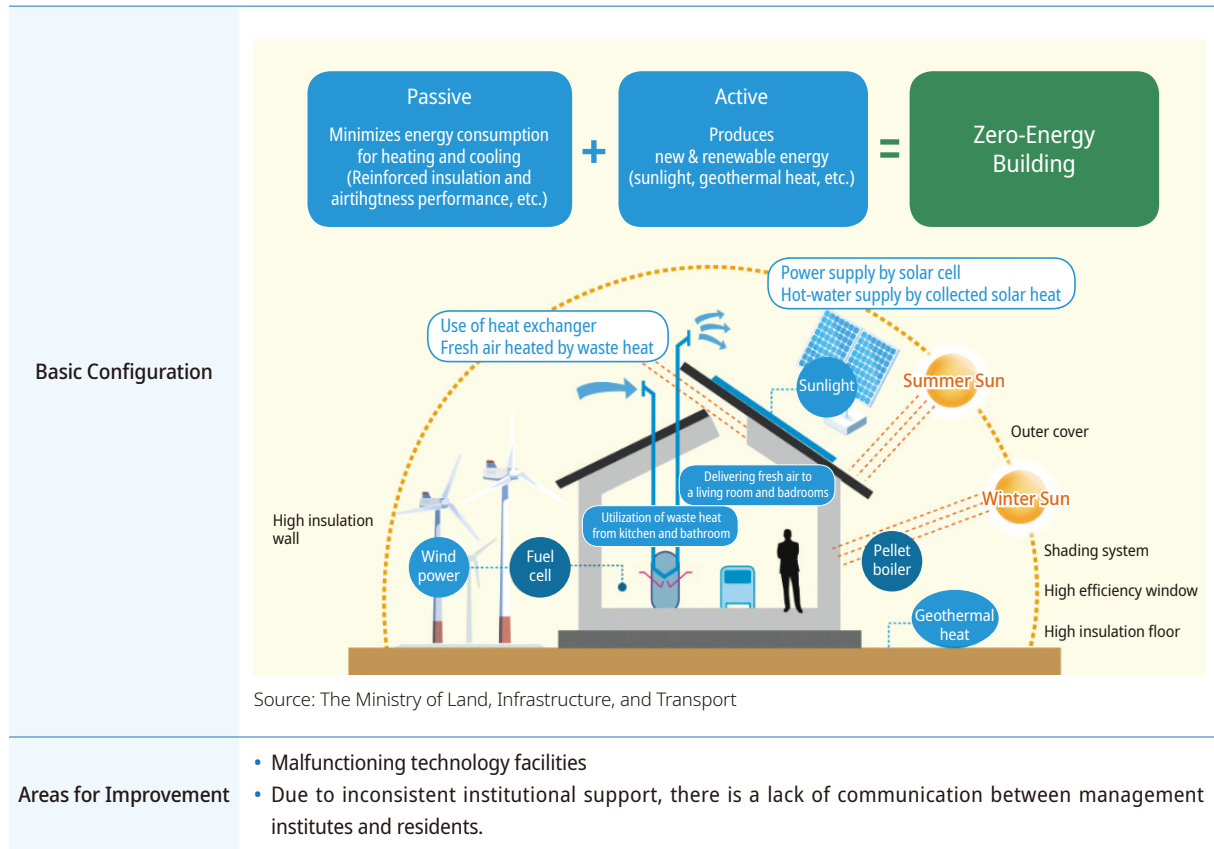 Basic Configuration
Passive
Minimizes energy consumption
for heating and cooling
(Reinforced insulation and
airtihgtness performance, etc.)
+
Active
Produces
new & renewable energy
(sunlight, geothermal heat, etc.)
=
Zero-Energy
Building
Power supply by solar cell
Hot-water supply by collected solar heat
Use of heat exchanger
Fresh air heated by waste heat
Sunlight
Summer Sun
Outer cover
Delivering fresh air to
a living room and badrooms
Winter Sun
High insulation
wall
Utilization of waste heat
from kitchen and bathroom
Wind
power
Fuel
cell
Pellet
boiler
Shading system
High efficiency window
Geothermal
heat
High insulation floor
Source: The Ministry of Land, Infrastructure, and Transport
Areas for Improvement
• Malfunctioning technology facilities
• Due to inconsistent institutional support, there is a lack of communication between management
institutes and residents.